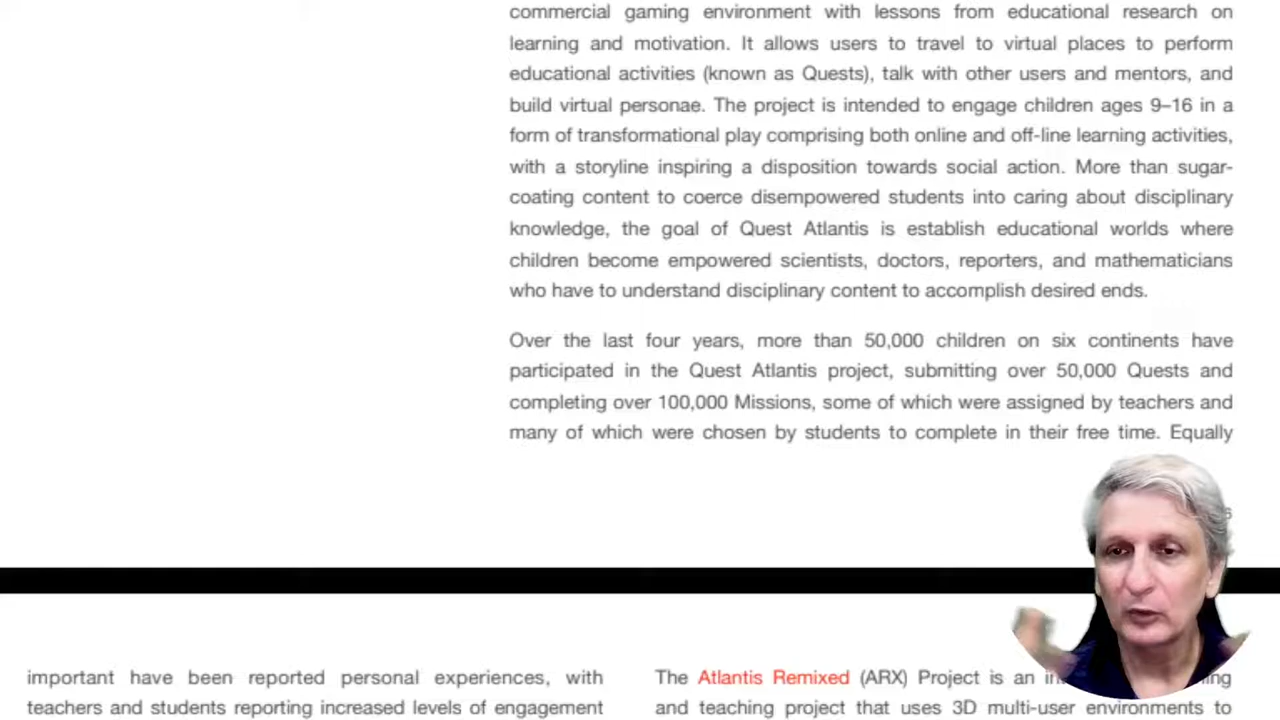 commercial gaming environment with lessons from educational research on
learning and motivation. It allows users to travel to virtual places to perform
educational activities (known as Quests), talk with other users and mentors, and
build virtual personae. The project is intended to engage children ages 9–16 in a
form of transformational play comprising both online and off-line learning activities,
with a storyline inspiring a disposition towards social action. More than sugar-
coating content to coerce disempowered students into caring about disciplinary
knowledge, the goal of Quest Atlantis is establish educational worlds where
children become empowered scientists, doctors, reporters, and mathematicians
who have to understand disciplinary content to accomplish desired ends.
Over the last four years, more than 50,000 children on six continents have
participated in the Quest Atlantis project, submitting over 50,000 Quests and
completing over 100,000 Missions, some of which were assigned by teachers and
many of which were chosen by students to complete in their free time. Equally
important have been reported personal experiences, with
teachers and students reporting increased levels of engagement
The Atlantis Remixed (ARX) Project is an
and teaching project that uses 3D multi-user environments to